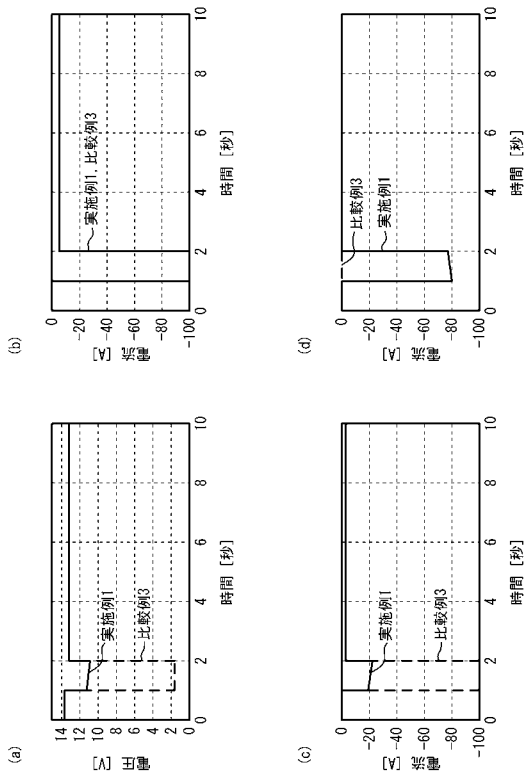 (a)
電圧 [V]
14
12
10
8
6
4
2
0
0 2 4 6 8 10
時間 [秒]
実施例1
比較例3
(b)
電流 [A]
0
-20
-40
-60
-80
-100
0 2 4 6 8 10
時間 [秒]
実施例1, 比較例3
(c)
電流 [A]
0
-20
-40
-60
-80
-100
0 2 4 6 8 10
時間 [秒]
実施例1
比較例3
(d)
電流 [A]
0
-20
-40
-60
-80
-100
0 2 4 6 8 10
時間 [秒]
比較例3
実施例1